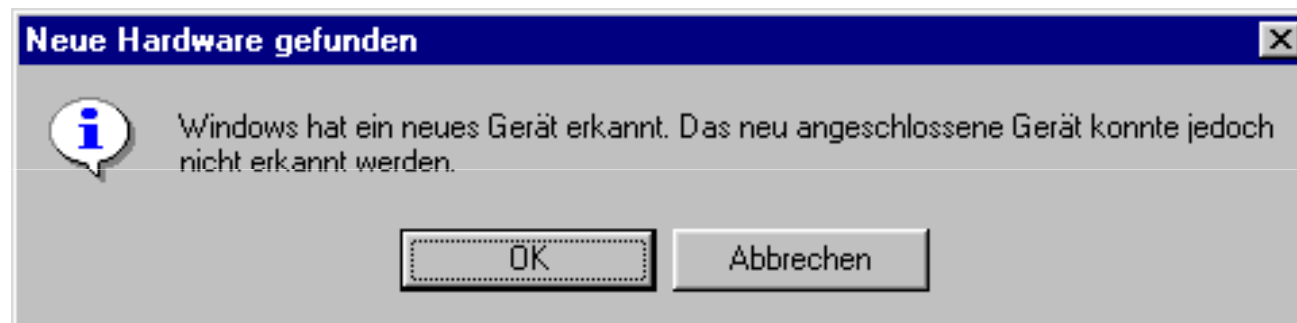 Neue Hardware gefunden
Windows hat ein neues Gerät erkannt. Das neu angeschlossene Gerät konnte jedoch
nicht erkannt werden.
OK
Abbrechen